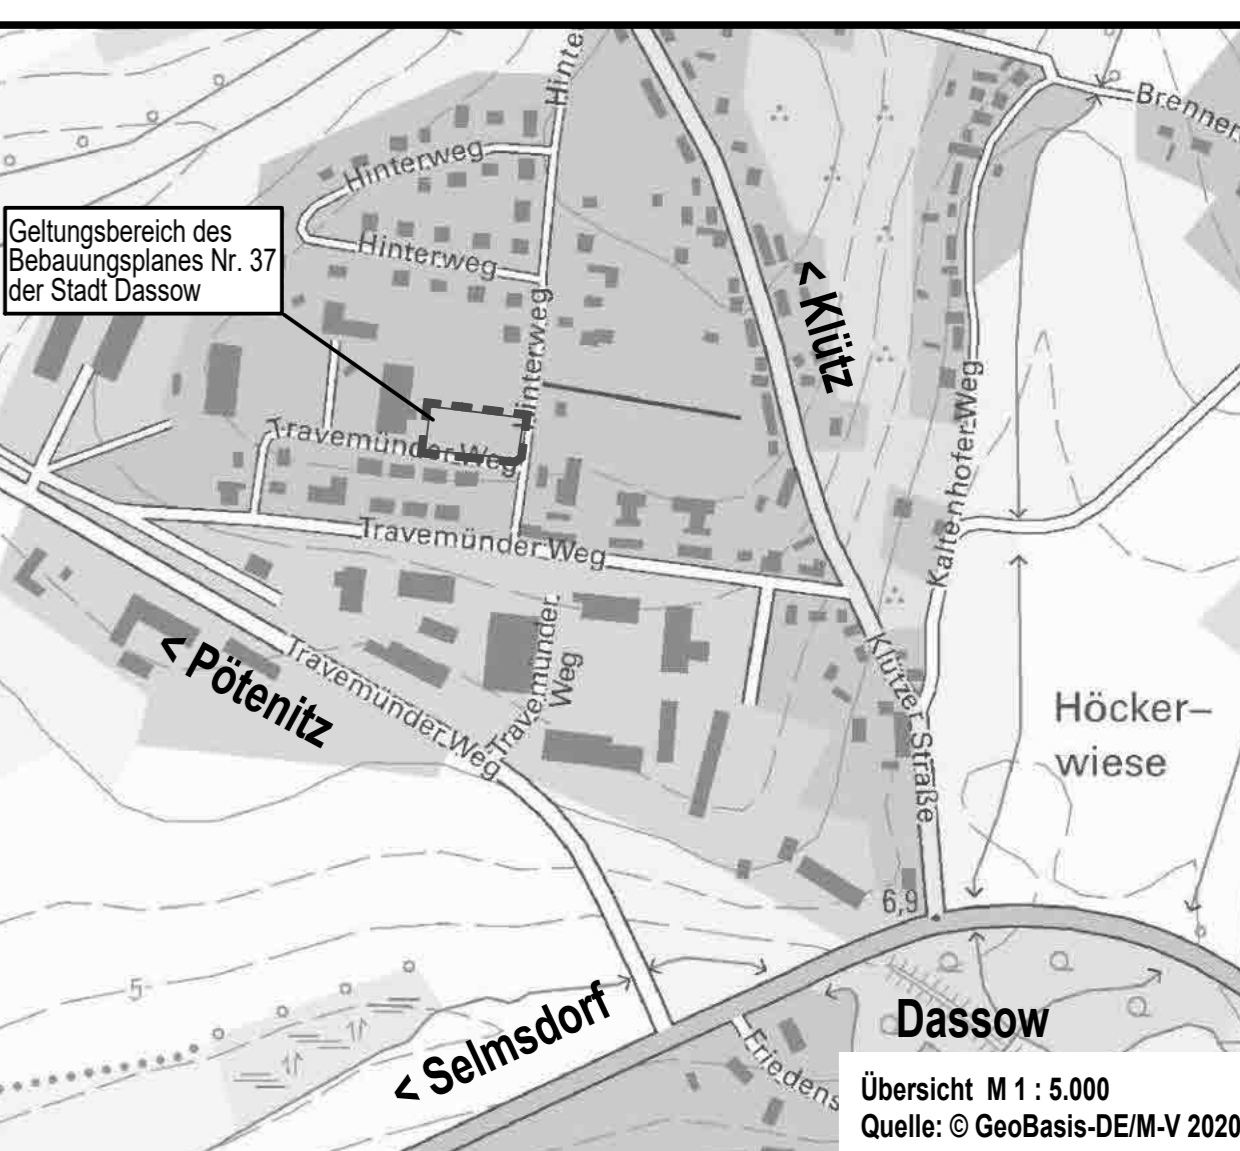 Hinte
Brenner
Hinterweg
Geltungsbereich des
Bebauungsplanes Nr. 37
der Stadt Dassow
Hinterweg
< Klütz
Hinterweg
Kaltenhofer Weg
Travemünder Weg
Travemünder Weg
Travemünder
Weg
< Pötenitz
Travemünder Weg
Klützer Straße
Höcker–
wiese
6,9
5
< Selmsdorf
Dassow
Friedens
Übersicht M 1 : 5.000
Quelle: © GeoBasis-DE/M-V 2020